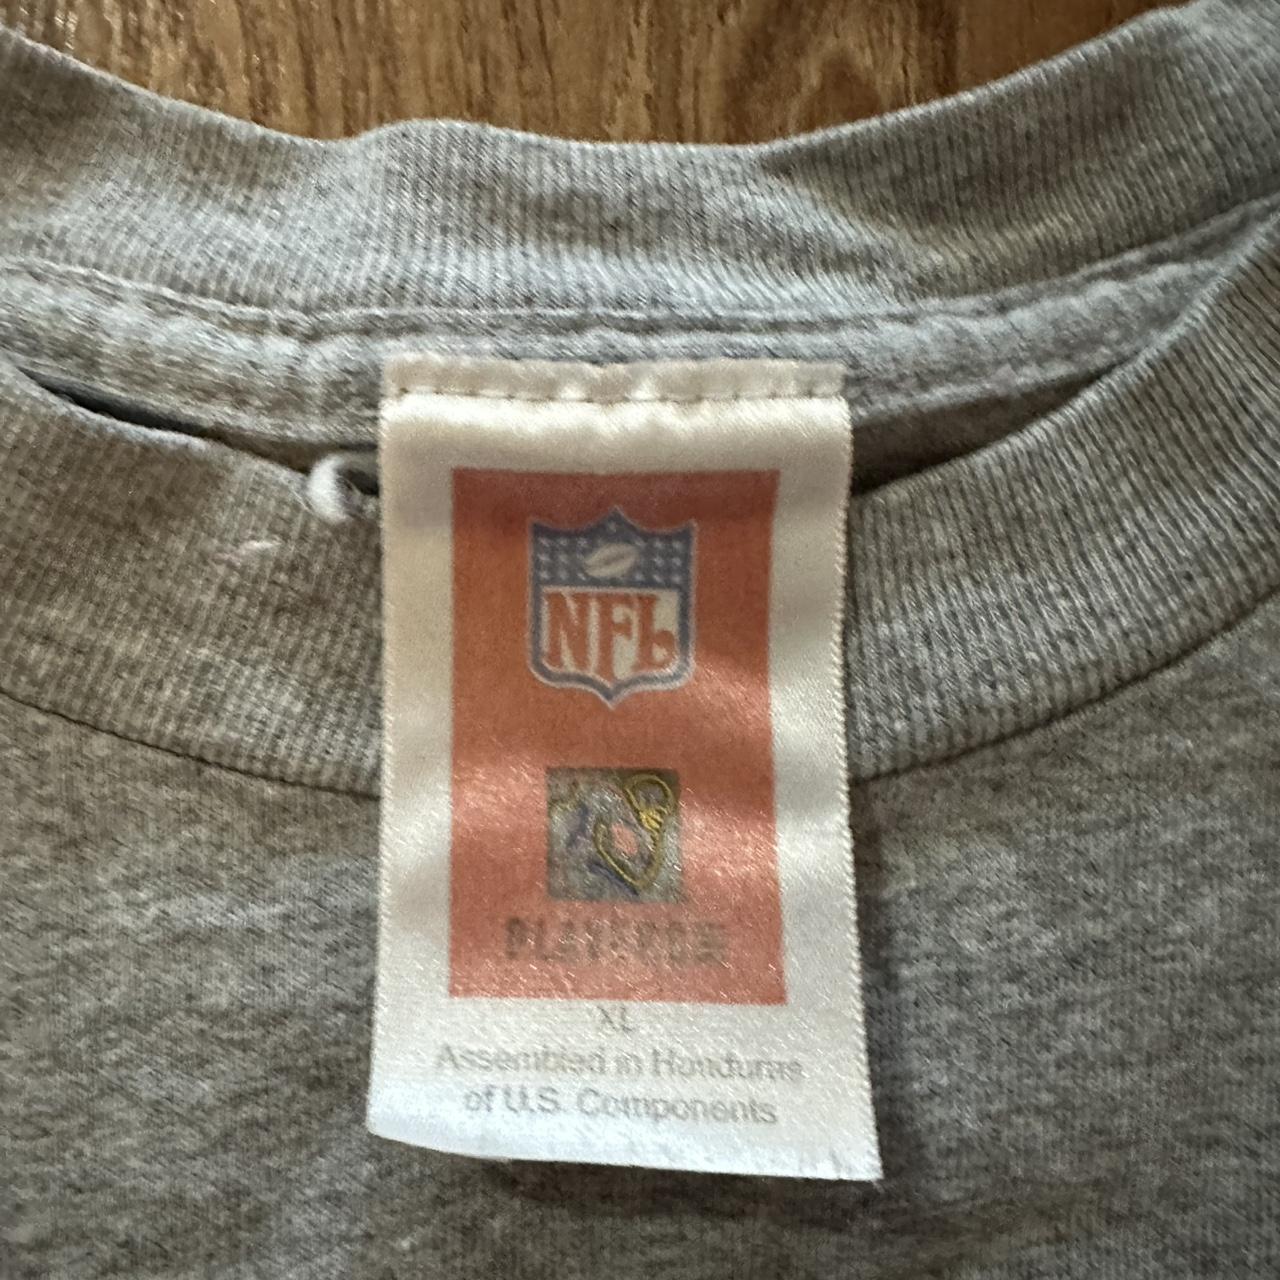 NFL
XL
Assembled in Honduras
of U.S. Components